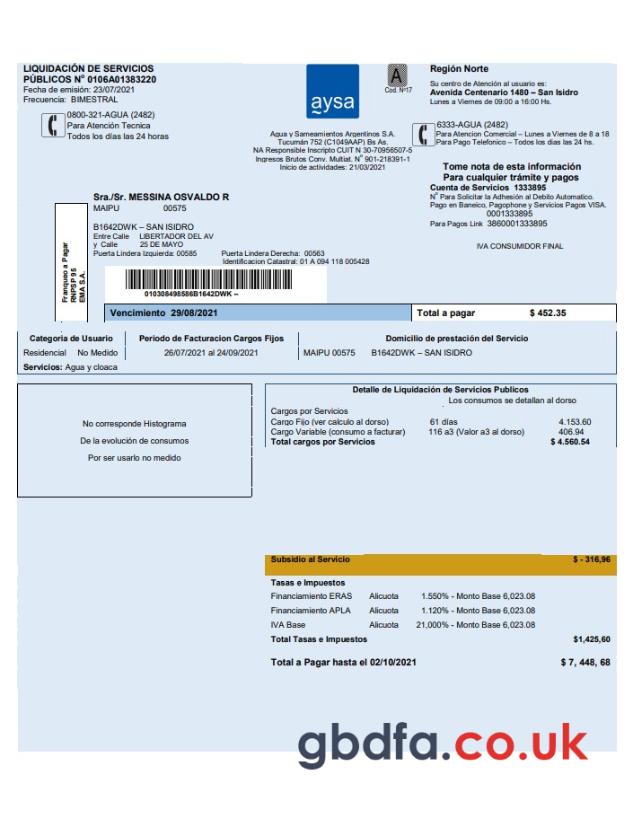 LIQUIDACIÓN DE SERVICIOS
PÚBLICOS N° 0106A01383220
Fecha de emisión: 23/07/2021
Frecuencia: BIMESTRAL
0800-321-AGUA (2482)
Para Atención Tecnica
Todos los días las 24 horas
aysa
A
Cod. Nº17
Agua y Sameamientos Argentinos S.A.
Tucumán 752 (C1049AAP) Bs As.
NA Responsible Inscripto CUIT N 30-70956507-5
Ingresos Brutos Conv. Multiat. N° 901-218391-1
Inicio de actividades: 21/03/2021
Región Norte
Su centro de Atención al usuario es:
Avenida Centenario 1480 – San Isidro
Lunes a Viernes de 09:00 a 16:00 Hs.
6333-AGUA (2482)
Para Atencion Comercial – Lunes a Viernes de 8 a 18
Para Pago Telefonico – Todos los días las 24 hs.
Tome nota de esta información
Para cualquier trámite y pagos
Cuenta de Servicios 1333895
N° Para Solicitar la Adhesión al Debito Automatico.
Pago en Baneico, Pagophone y Servicios Pagos VISA.
0001333895
Para Pagos Link 3860001333895
IVA CONSUMIDOR FINAL
Sra./Sr. MESSINA OSVALDO R
MAIPU 00575
B1642DWK – SAN ISIDRO
Entre Calle LIBERTADOR DEL AV
y Calle 25 DE MAYO
Puerta Lindera Izquierda: 00585 Puerta Lindera Derecha: 00563
Identificacion Catastral: 01 A 094 118 005428
Franqueo a Pagar
RNPSP 95
EMA S.A.
010308498586B1642DWK –
Vencimiento 29/08/2021
Total a pagar $ 452.35
Categoria de Usuario Periodo de Facturacion Cargos Fijos Domicilio de prestación del Servicio
Residencial No Medido 26/07/2021 al 24/09/2021 MAIPU 00575 B1642DWK – SAN ISIDRO
Servicios: Agua y cloaca
No corresponde Histograma
De la evolución de consumos
Por ser usarlo no medido
Detalle de Liquidación de Servicios Publicos
Los consumos se detallan al dorso
Cargos por Servicios
Cargo Fijo (ver calculo al dorso) 61 días 4.153.60
Cargo Variable (consumo a facturar) 116 a3 (Valor a3 al dorso) 406.94
Total cargos por Servicios $ 4.560.54
Subsidio al Servicio $ - 316,96
Tasas e Impuestos
Financiamiento ERAS Alicuota 1.550% - Monto Base 6,023.08
Financiamiento APLA Alicuota 1.120% - Monto Base 6,023.08
IVA Base Alicuota 21,000% - Monto Base 6,023.08
Total Tasas e Impuestos $1,425,60
Total a Pagar hasta el 02/10/2021 $ 7, 448, 68
gbdfa.co.uk